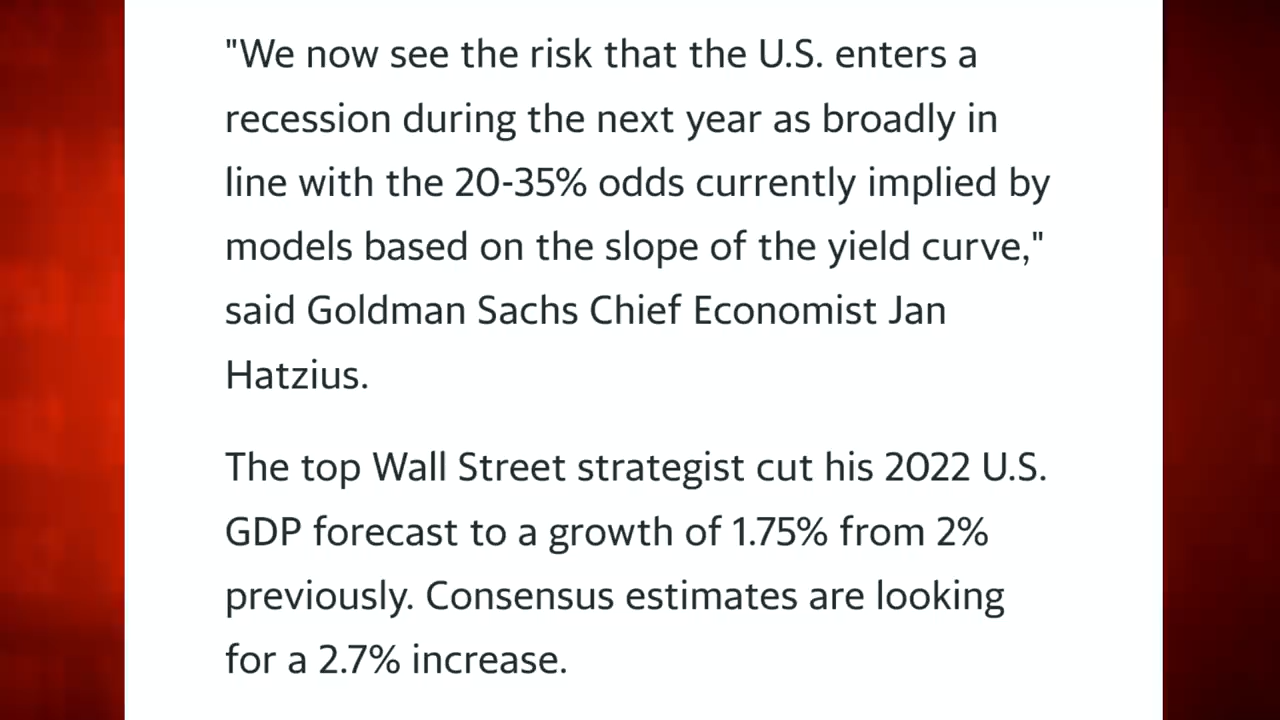 "We now see the risk that the U.S. enters a
recession during the next year as broadly in
line with the 20-35% odds currently implied by
models based on the slope of the yield curve,"
said Goldman Sachs Chief Economist Jan
Hatzius.
The top Wall Street strategist cut his 2022 U.S.
GDP forecast to a growth of 1.75% from 2%
previously. Consensus estimates are looking
for a 2.7% increase.